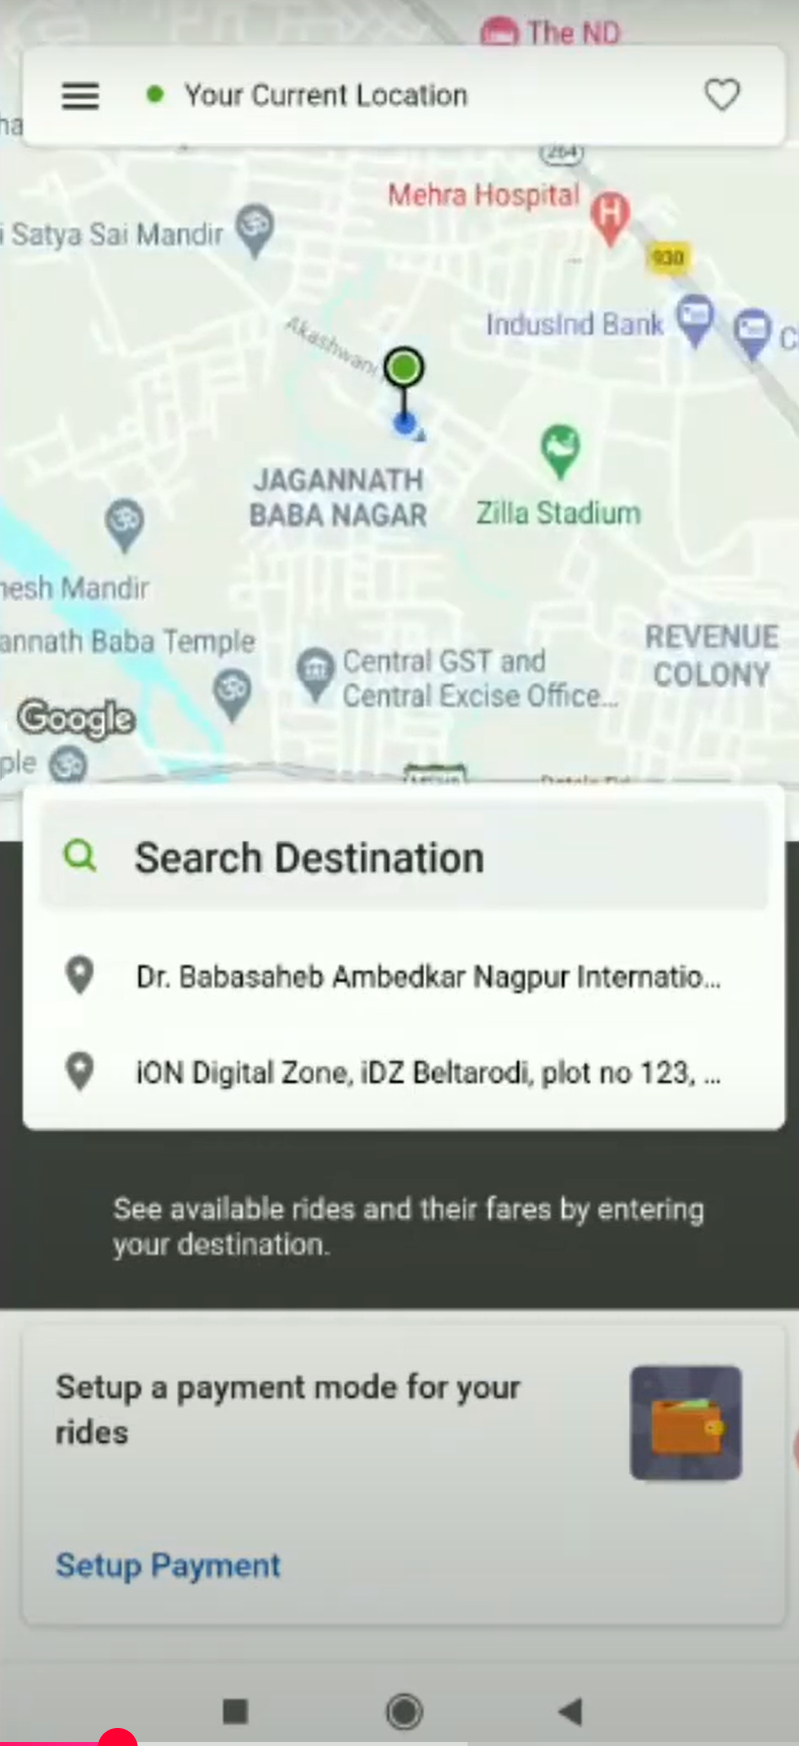 The ND
Your Current Location
264
Mehra Hospital
Satya Sai Mandir
930
IndusInd Bank
Akashwani
JAGANNATH
BABA NAGAR
Zilla Stadium
nesh Mandir
annath Baba Temple
REVENUE
COLONY
Central GST and
Central Excise Office...
Google
ple
Search Destination
Dr. Babasaheb Ambedkar Nagpur Internatio...
iON Digital Zone, iDZ Beltarodi, plot no 123, ...
See available rides and their fares by entering
your destination.
Setup a payment mode for your
rides
Setup Payment